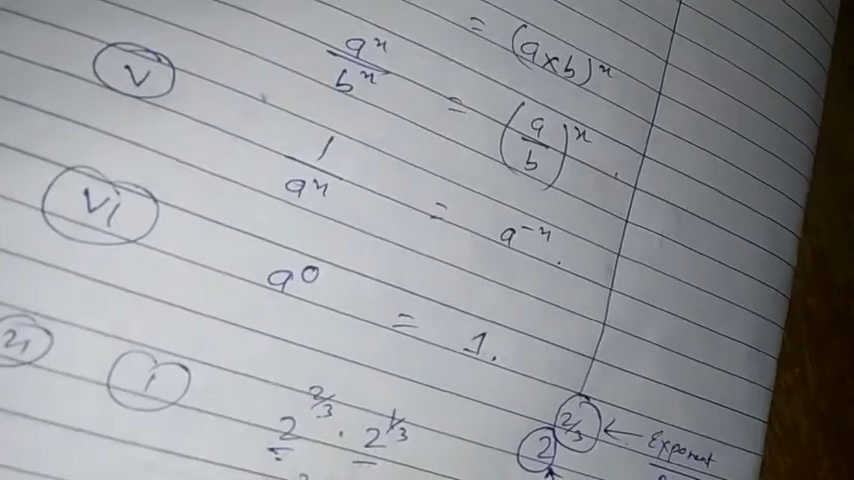 = (a×b)^x
(v) a^x/b^x = (a/b)^x.
1/a^x = a^-x.
(vi) a^0 = 1.
2) (i) 2^2/3 . 2^1/3
2^2/3 ← Exponent